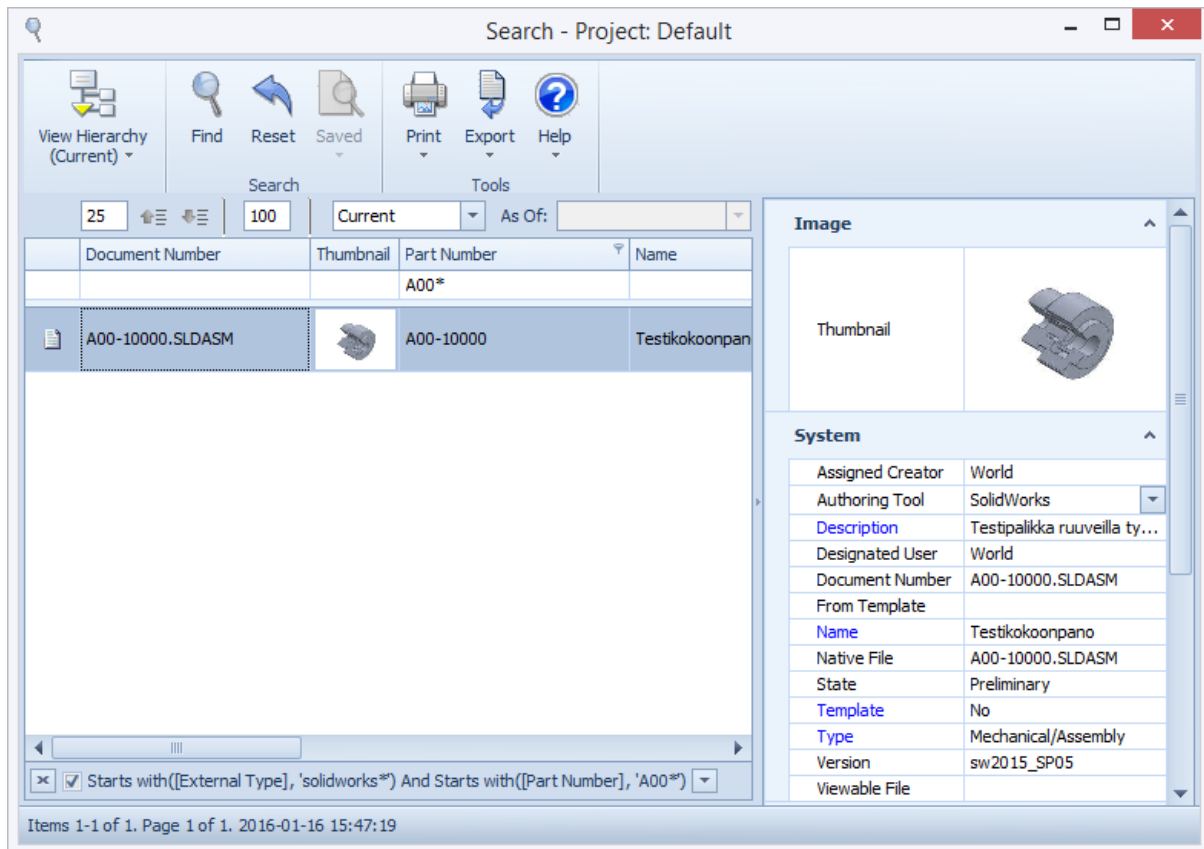 Search - Project: Default
View Hierarchy
(Current)
Find
Reset
Saved
Print
Export
Help
Search
Tools
25
100
Current
As Of:
Document Number
Thumbnail
Part Number
Name
A00*
A00-10000.SLDASM
A00-10000
Testikokoonpan
Image
Thumbnail
System
Assigned Creator World
Authoring Tool SolidWorks
Description Testipalikka ruuveilla ty...
Designated User World
Document Number A00-10000.SLDASM
From Template
Name Testikokoonpano
Native File A00-10000.SLDASM
State Preliminary
Template No
Type Mechanical/Assembly
Version sw2015_SP05
Viewable File
Starts with([External Type], 'solidworks*') And Starts with([Part Number], 'A00*')
Items 1-1 of 1. Page 1 of 1. 2016-01-16 15:47:19